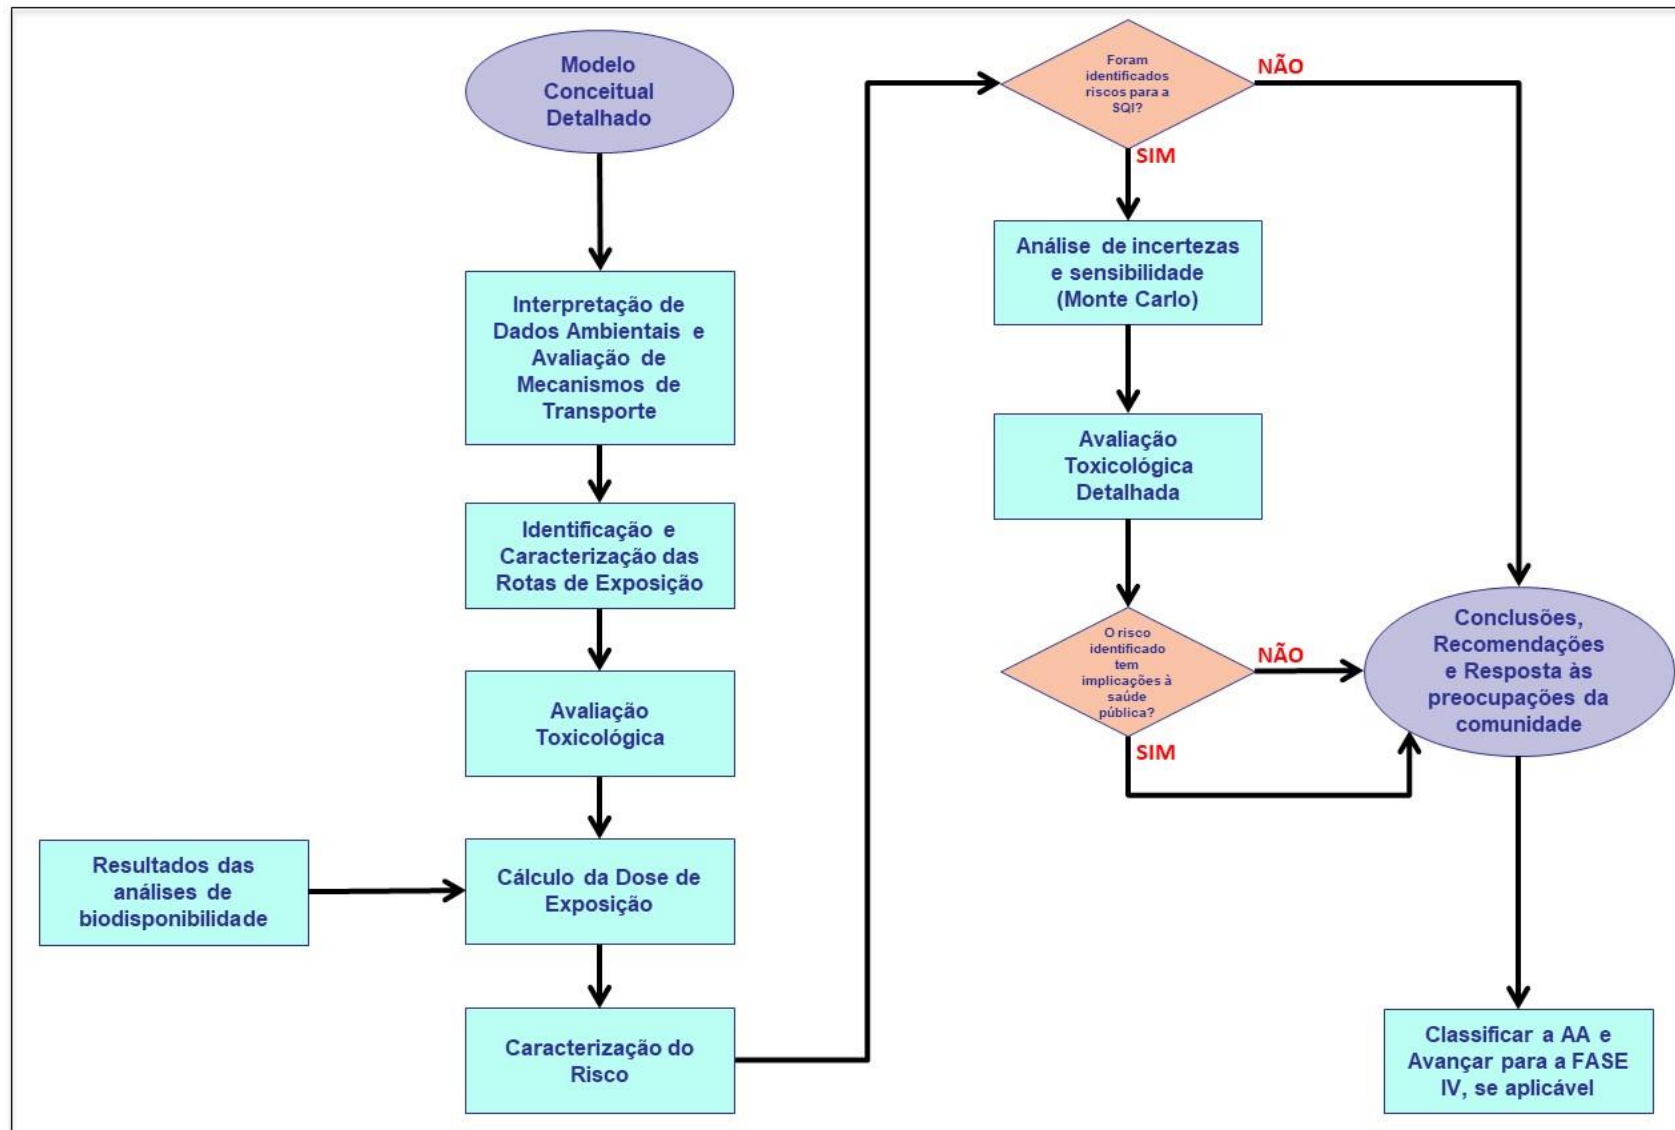 Modelo
Conceitual
Detalhado
Interpretação de
Dados Ambientais e
Avaliação de
Mecanismos de
Transporte
Identificação e
Caracterização das
Rotas de Exposição
Avaliação
Toxicológica
Resultados das
análises de
biodisponibilidade
Cálculo da Dose de
Exposição
Caracterização do
Risco
Foram
identificados
riscos para a
SQI?
NÃO
SIM
Análise de incertezas
e sensibilidade
(Monte Carlo)
Avaliação
Toxicológica
Detalhada
O risco
identificado
tem
implicações à
saúde
pública?
NÃO
SIM
Conclusões,
Recomendações
e Resposta às
preocupações da
comunidade
Classificar a AA e
Avançar para a FASE
IV, se aplicável